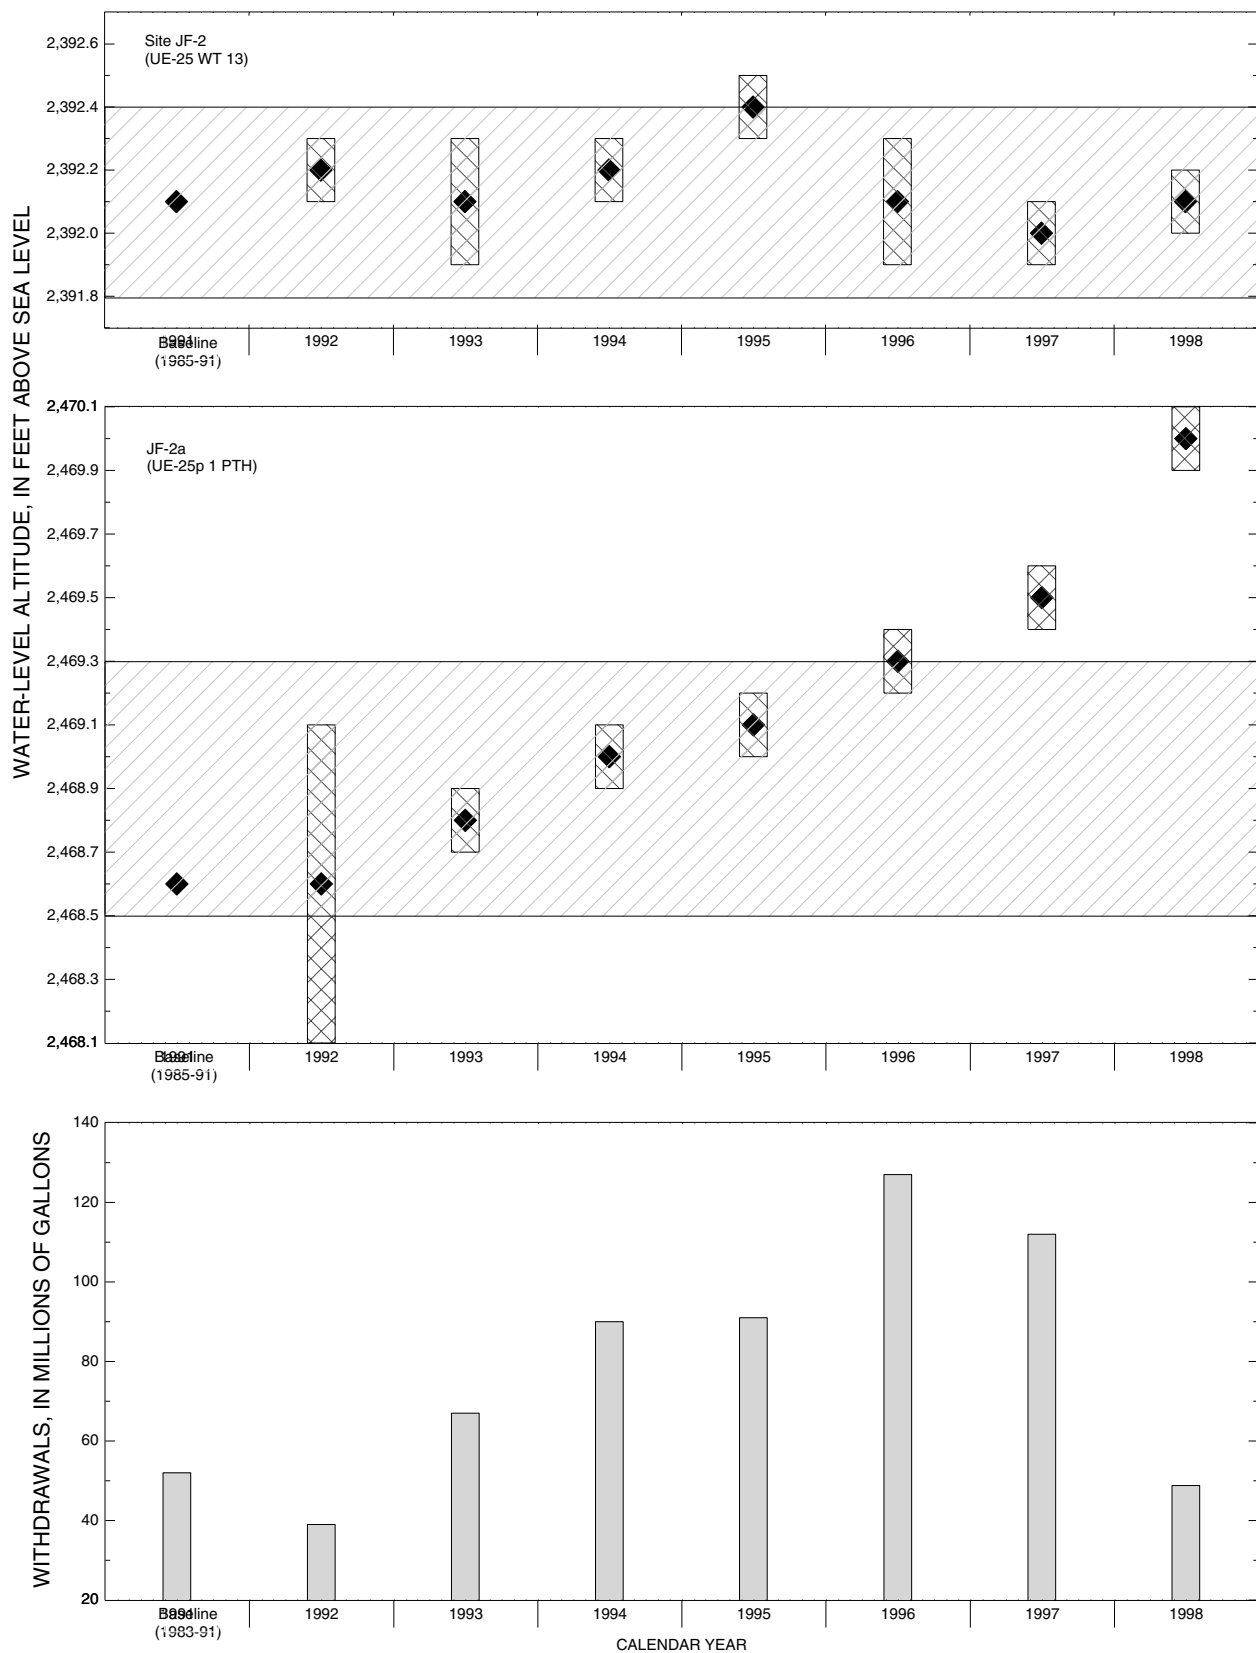 WATER-LEVEL ALTITUDE, IN FEET ABOVE SEA LEVEL
Site JF-2
(UE-25 WT 13)
2,392.6
2,392.4
2,392.2
2,392.0
2,391.8
Baseline 1991 1992 1993 1994 1995 1996 1997 1998
(1985-91)
JF-2a
(UE-25p 1 PTH)
2,470.1
2,469.9
2,469.7
2,469.5
2,469.3
2,469.1
2,468.9
2,468.7
2,468.5
2,468.3
2,468.1
Baseline 1991 1992 1993 1994 1995 1996 1997 1998
(1985-91)
WITHDRAWALS, IN MILLIONS OF GALLONS
140
120
100
80
60
40
20
Baseline 1991 1992 1993 1994 1995 1996 1997 1998
(1983-91)
CALENDAR YEAR